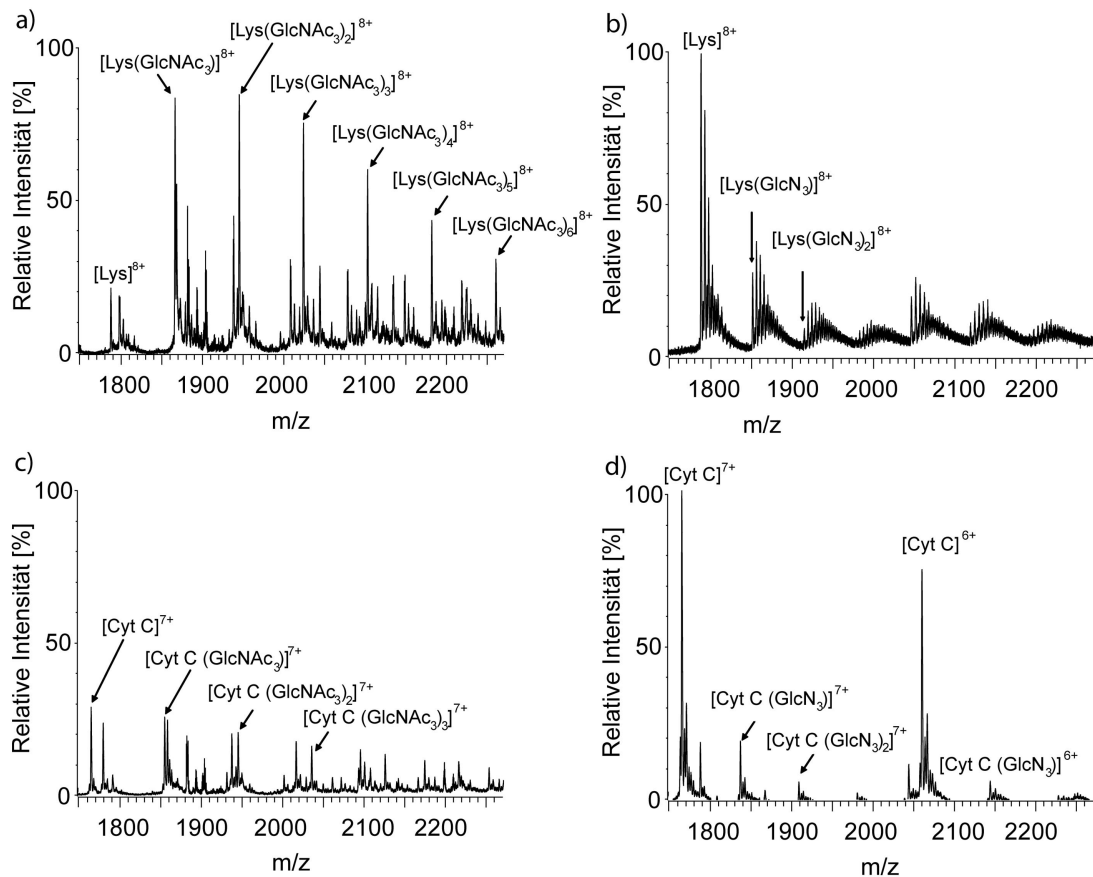 a)
Relative Intensität [%]
100
50
0
[Lys]⁸⁺
[Lys(GlcNAc₃)]⁸⁺
[Lys(GlcNAc₃)₂]⁸⁺
[Lys(GlcNAc₃)₃]⁸⁺
[Lys(GlcNAc₃)₄]⁸⁺
[Lys(GlcNAc₃)₅]⁸⁺
[Lys(GlcNAc₃)₆]⁸⁺
1800 1900 2000 2100 2200
m/z
b)
Relative Intensität [%]
100
50
0
[Lys]⁸⁺
[Lys(GlcN₃)]⁸⁺
[Lys(GlcN₃)₂]⁸⁺
1800 1900 2000 2100 2200
m/z
c)
Relative Intensität [%]
100
50
0
[Cyt C]⁷⁺
[Cyt C (GlcNAc₃)]⁷⁺
[Cyt C (GlcNAc₃)₂]⁷⁺
[Cyt C (GlcNAc₃)₃]⁷⁺
1800 1900 2000 2100 2200
m/z
d)
Relative Intensität [%]
100
50
0
[Cyt C]⁷⁺
[Cyt C (GlcN₃)]⁷⁺
[Cyt C (GlcN₃)₂]⁷⁺
[Cyt C]⁶⁺
[Cyt C (GlcN₃)]⁶⁺
1800 1900 2000 2100 2200
m/z